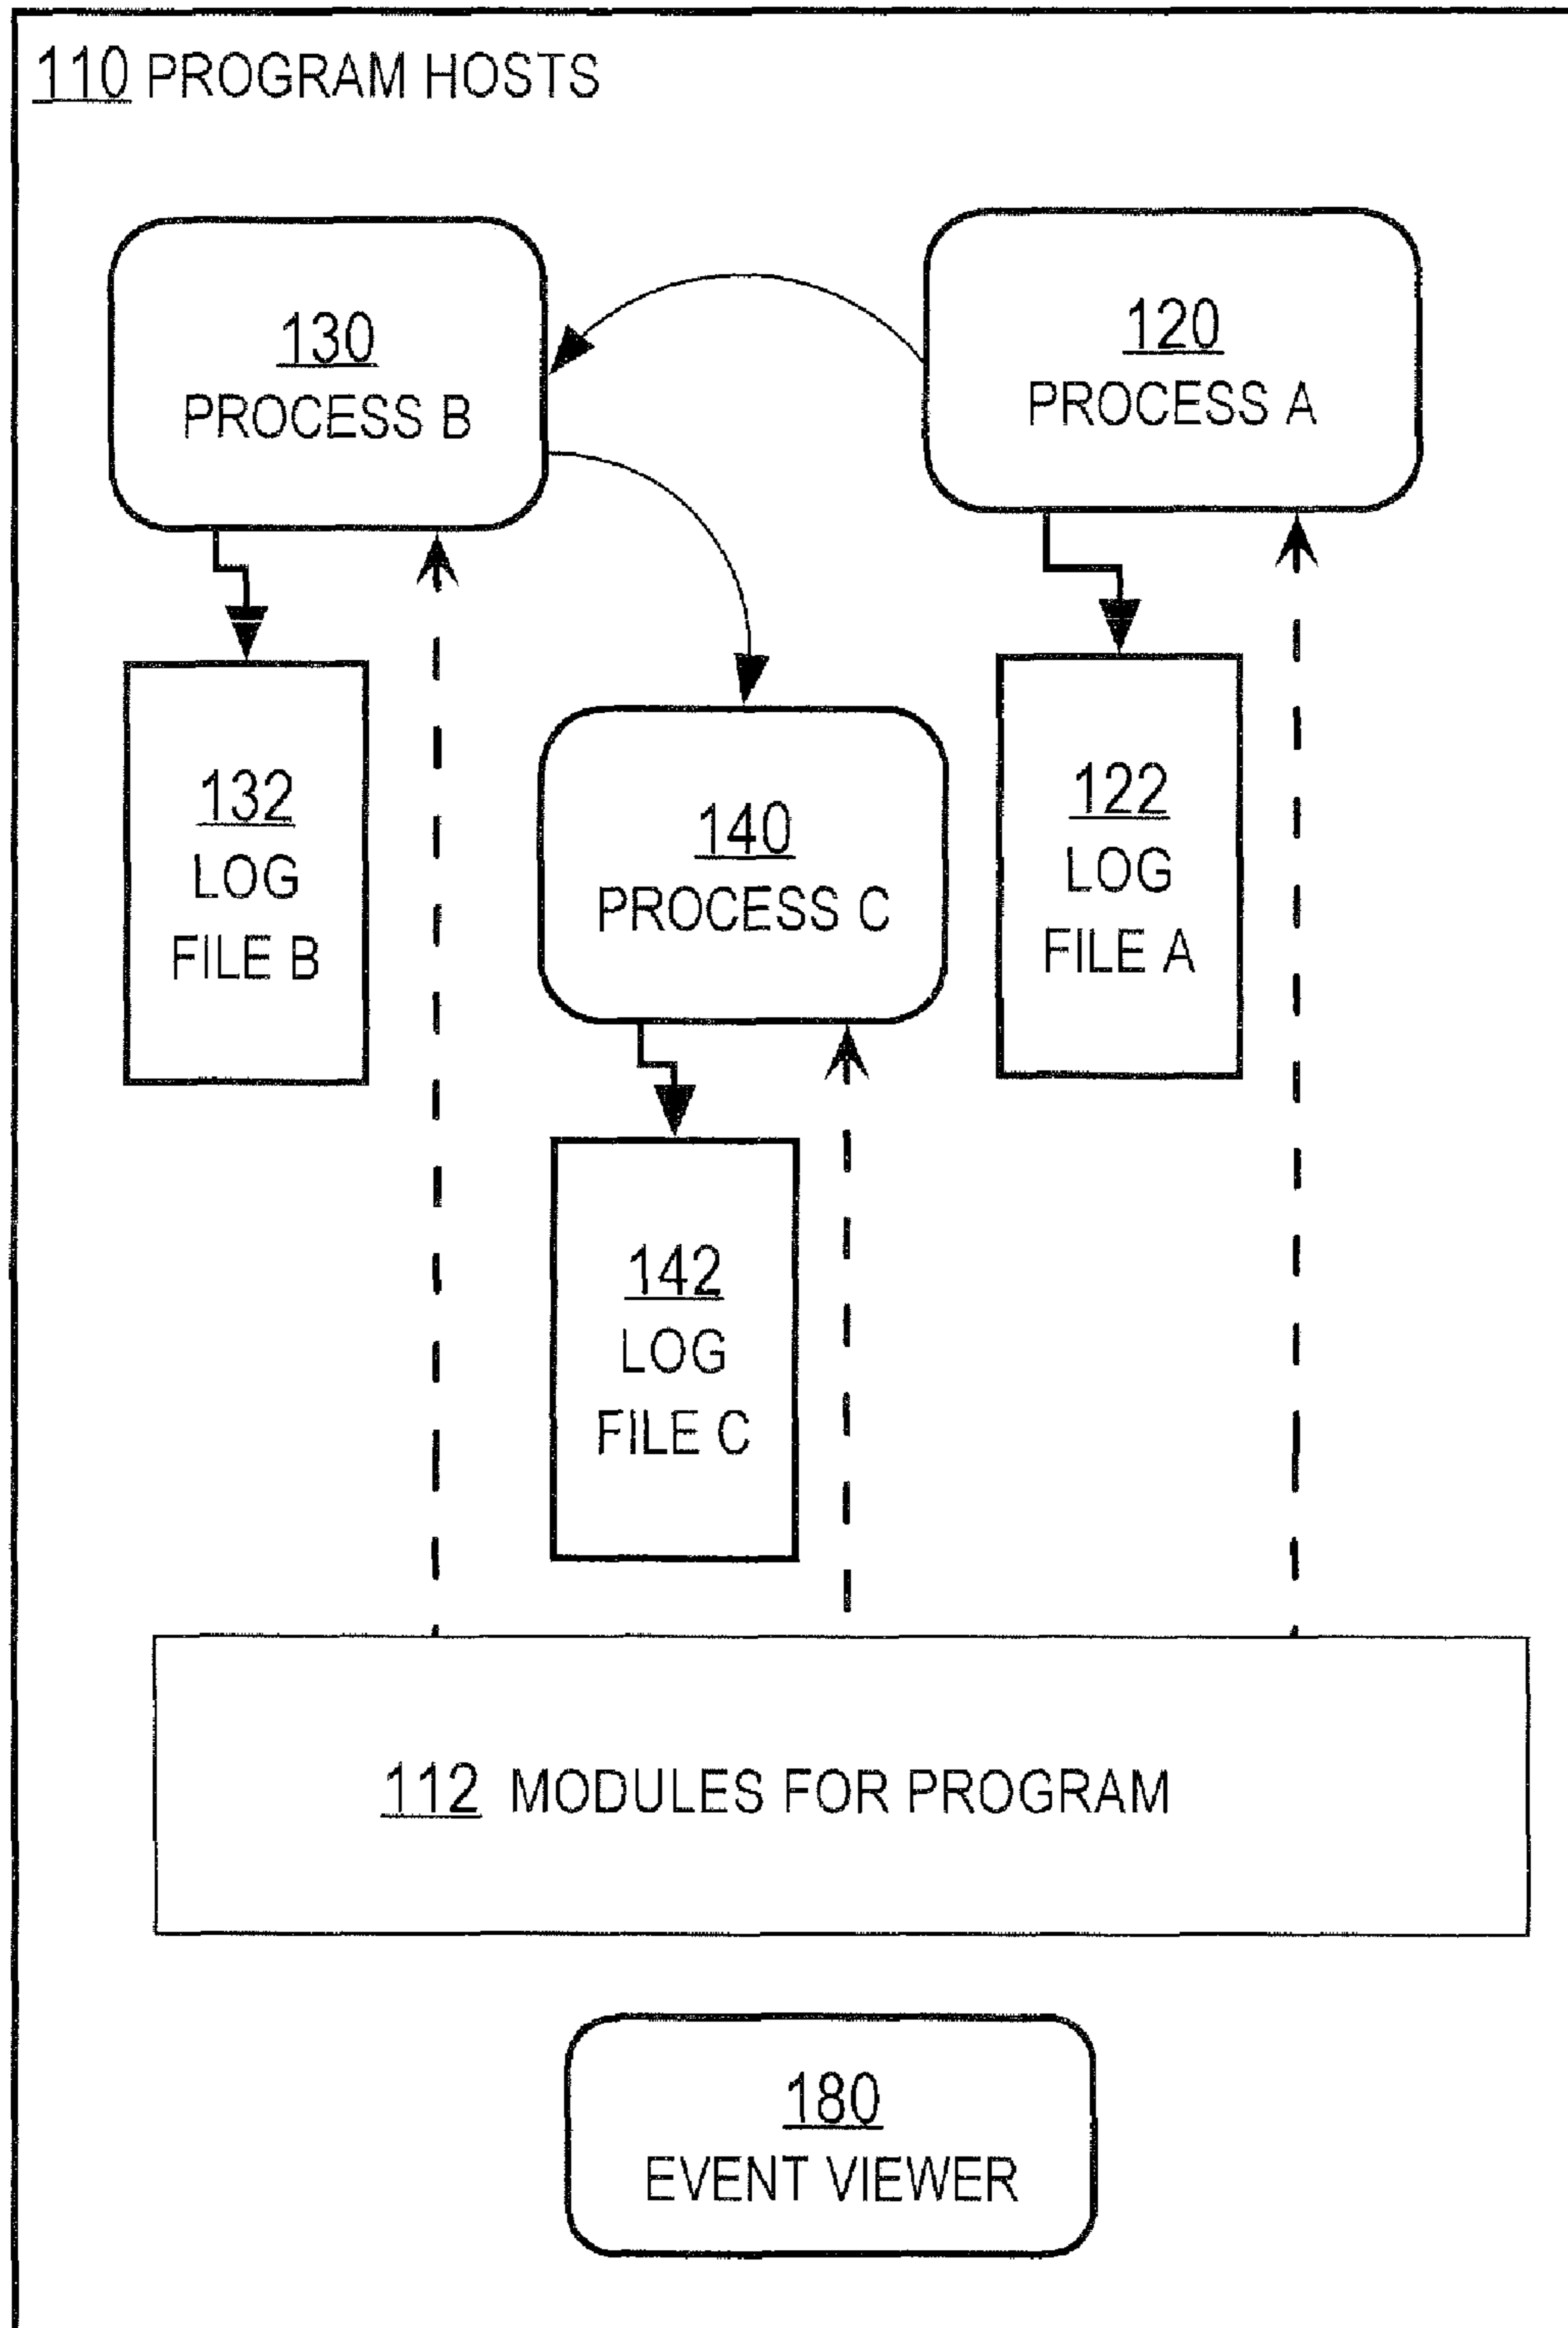 110 PROGRAM HOSTS
130
PROCESS B
120
PROCESS A
132
LOG
FILE B
140
PROCESS C
122
LOG
FILE A
142
LOG
FILE C
112 MODULES FOR PROGRAM
180
EVENT VIEWER